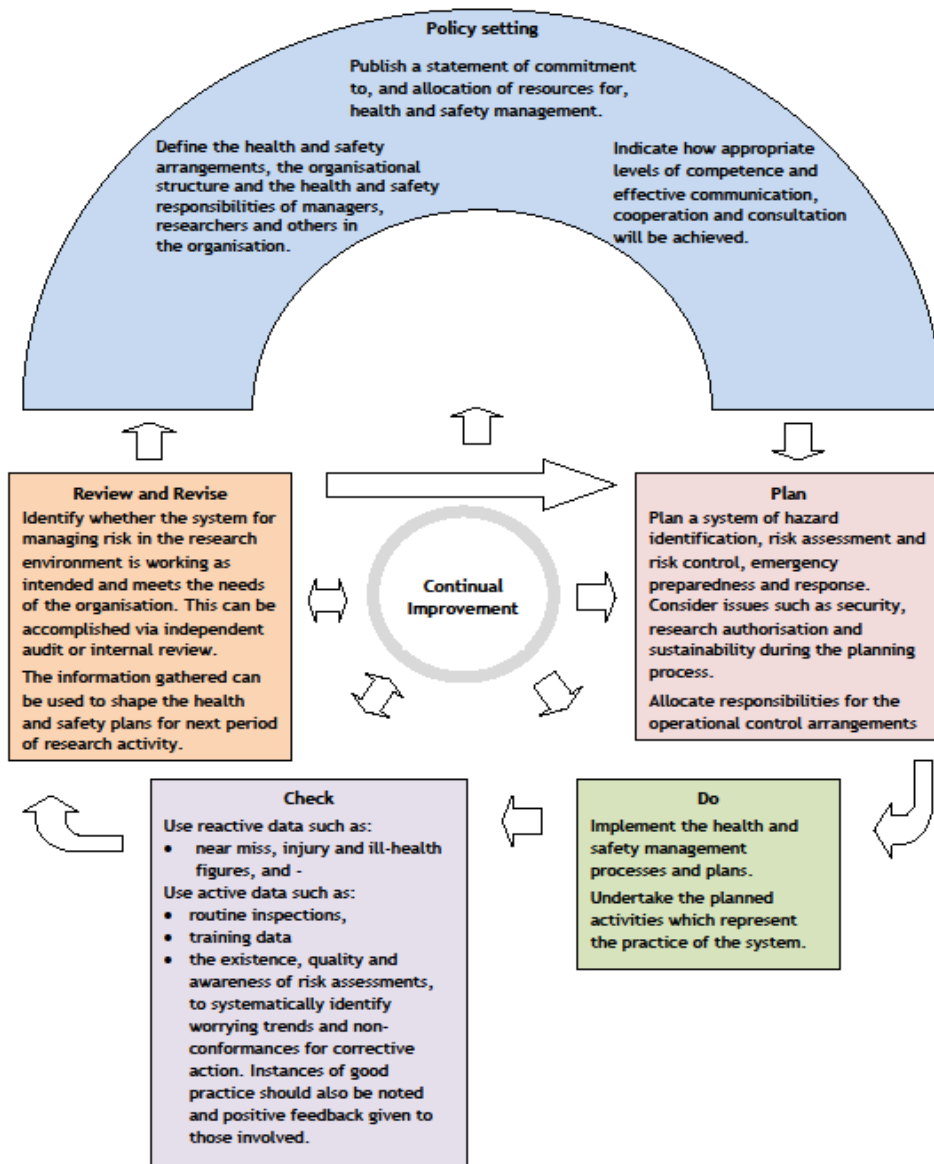 Policy setting
Publish a statement of commitment
to, and allocation of resources for,
health and safety management.
Define the health and safety
arrangements, the organisational
structure and the health and safety
responsibilities of managers,
researchers and others in
the organisation.
Indicate how appropriate
levels of competence and
effective communication,
cooperation and consultation
will be achieved.
Review and Revise
Identify whether the system for
managing risk in the research
environment is working as
intended and meets the needs
of the organisation. This can be
accomplished via independent
audit or internal review.
The information gathered can
be used to shape the health
and safety plans for next period
of research activity.
Continual
Improvement
Plan
Plan a system of hazard
identification, risk assessment and
risk control, emergency
preparedness and response.
Consider issues such as security,
research authorisation and
sustainability during the planning
process.
Allocate responsibilities for the
operational control arrangements
Check
Use reactive data such as:
• near miss, injury and ill-health
figures, and -
Use active data such as:
• routine inspections,
• training data
• the existence, quality and
awareness of risk assessments,
to systematically identify
worrying trends and non-
conformances for corrective
action. Instances of good
practice should also be noted
and positive feedback given to
those involved.
Do
Implement the health and
safety management
processes and plans.
Undertake the planned
activities which represent
the practice of the system.